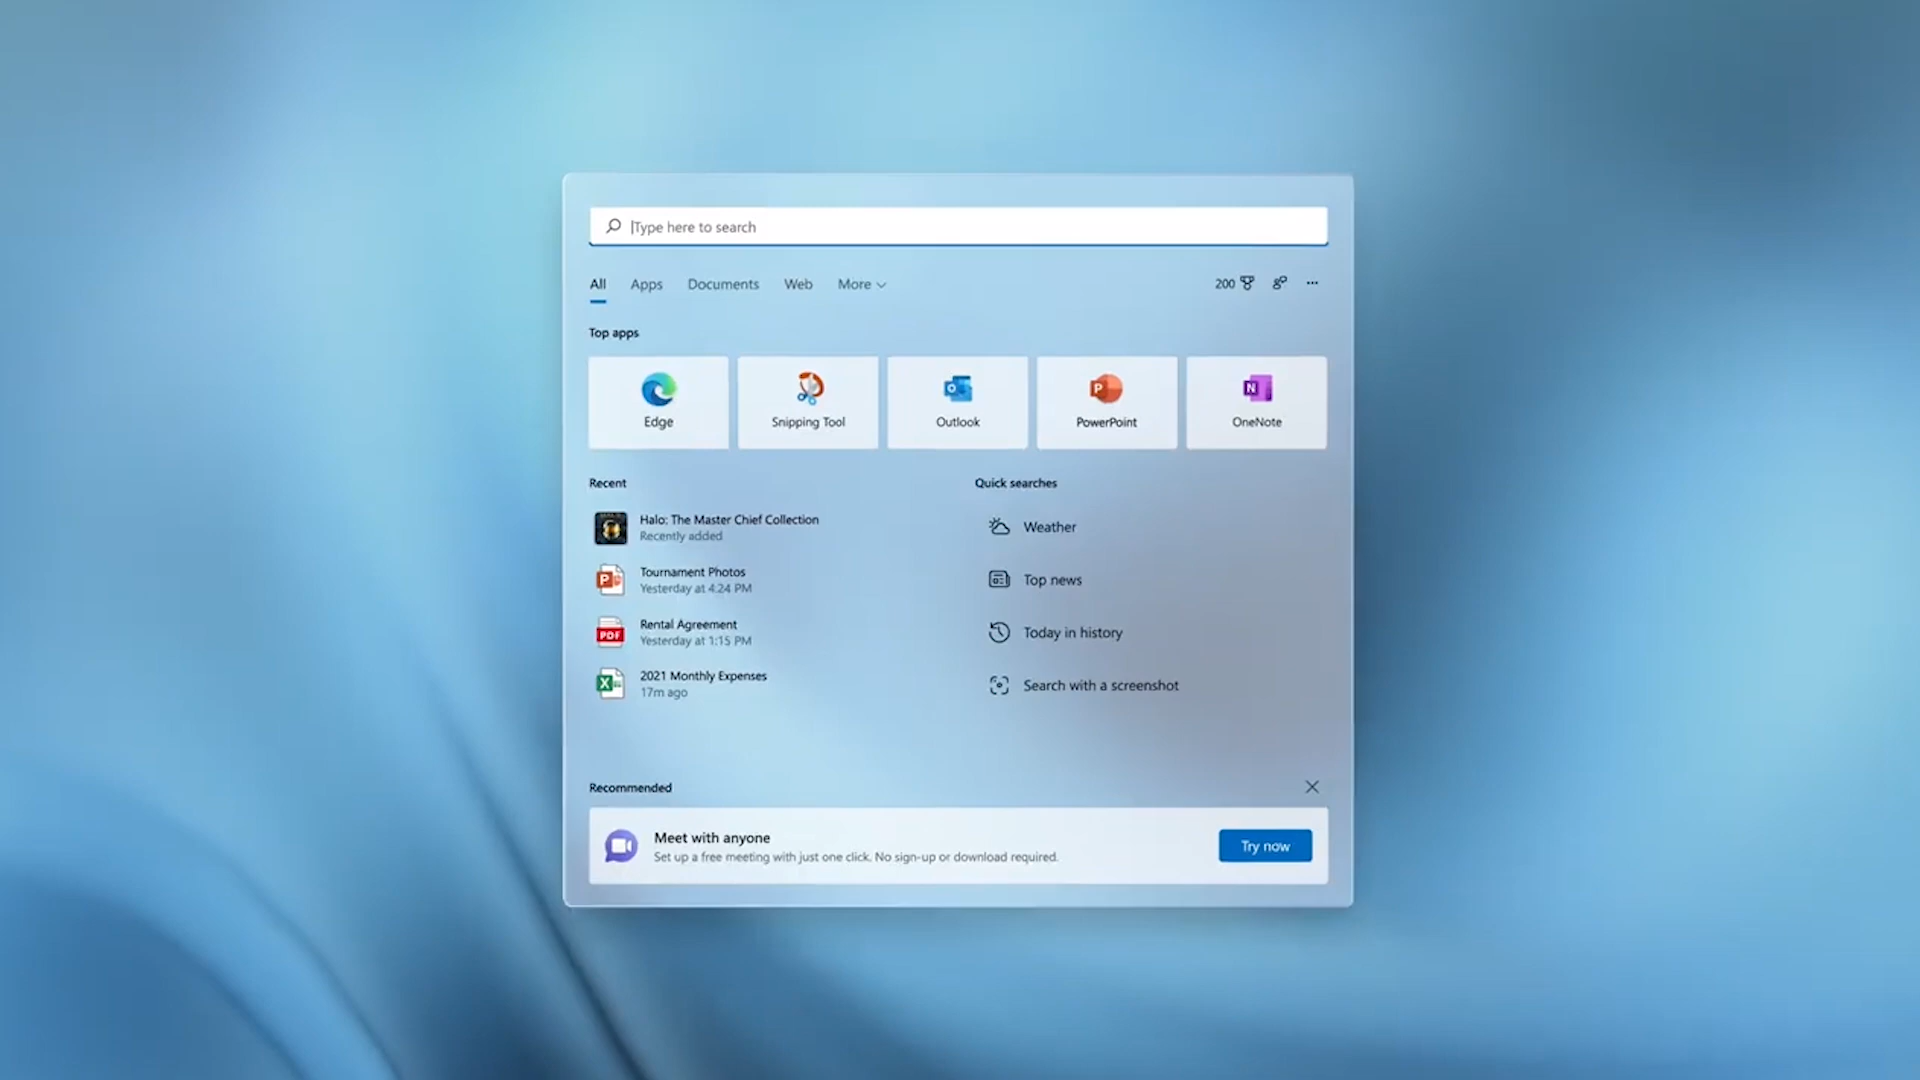 Type here to search
All Apps Documents Web More 200
Top apps
Edge Snipping Tool Outlook PowerPoint OneNote
Recent
Halo: The Master Chief Collection
Recently added
Tournament Photos
Yesterday at 4:24 PM
Rental Agreement
Yesterday at 1:15 PM
2021 Monthly Expenses
17m ago
Quick searches
Weather
Top news
Today in history
Search with a screenshot
Recommended
Meet with anyone
Set up a free meeting with just one click. No sign-up or download required.
Try now